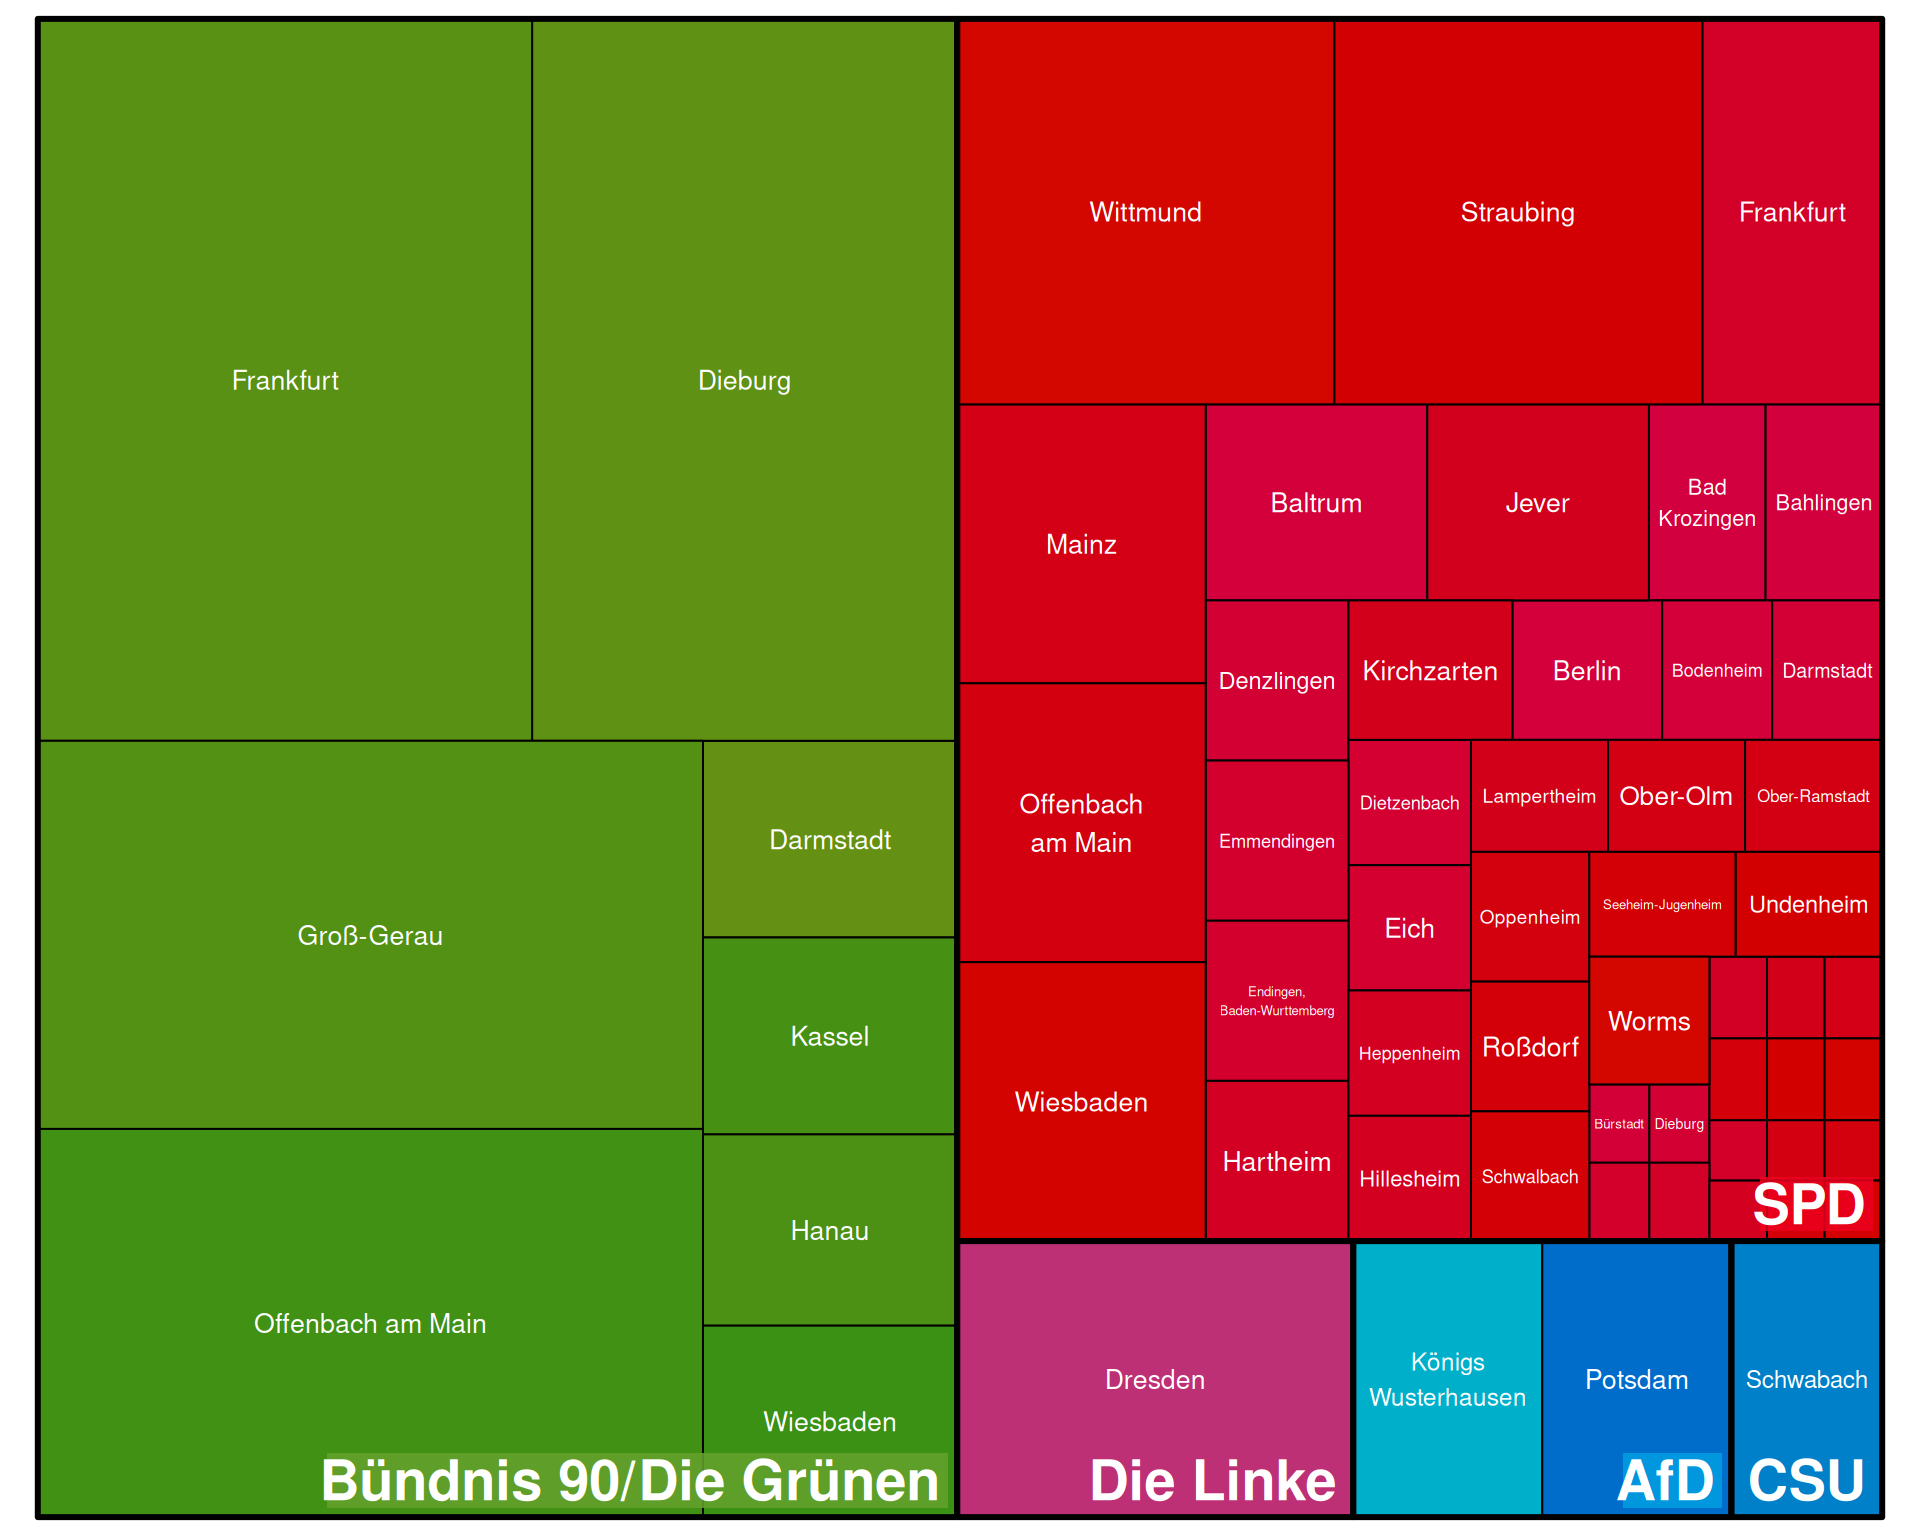 Frankfurt
Dieburg
Groß-Gerau
Darmstadt
Kassel
Hanau
Offenbach am Main
Wiesbaden
Bündnis 90/Die Grünen
Wittmund
Straubing
Frankfurt
Mainz
Baltrum
Jever
Bad
Krozingen
Bahlingen
Offenbach
am Main
Denzlingen
Kirchzarten
Berlin
Bodenheim
Darmstadt
Emmendingen
Dietzenbach
Lampertheim
Ober-Olm
Ober-Ramstadt
Eich
Oppenheim
Seeheim-Jugenheim
Undenheim
Endingen,
Baden-Wurttemberg
Heppenheim
Roßdorf
Worms
Wiesbaden
Hartheim
Hillesheim
Schwalbach
Bürstadt
Dieburg
SPD
Dresden
Die Linke
Königs
Wusterhausen
Potsdam
AfD
Schwabach
CSU